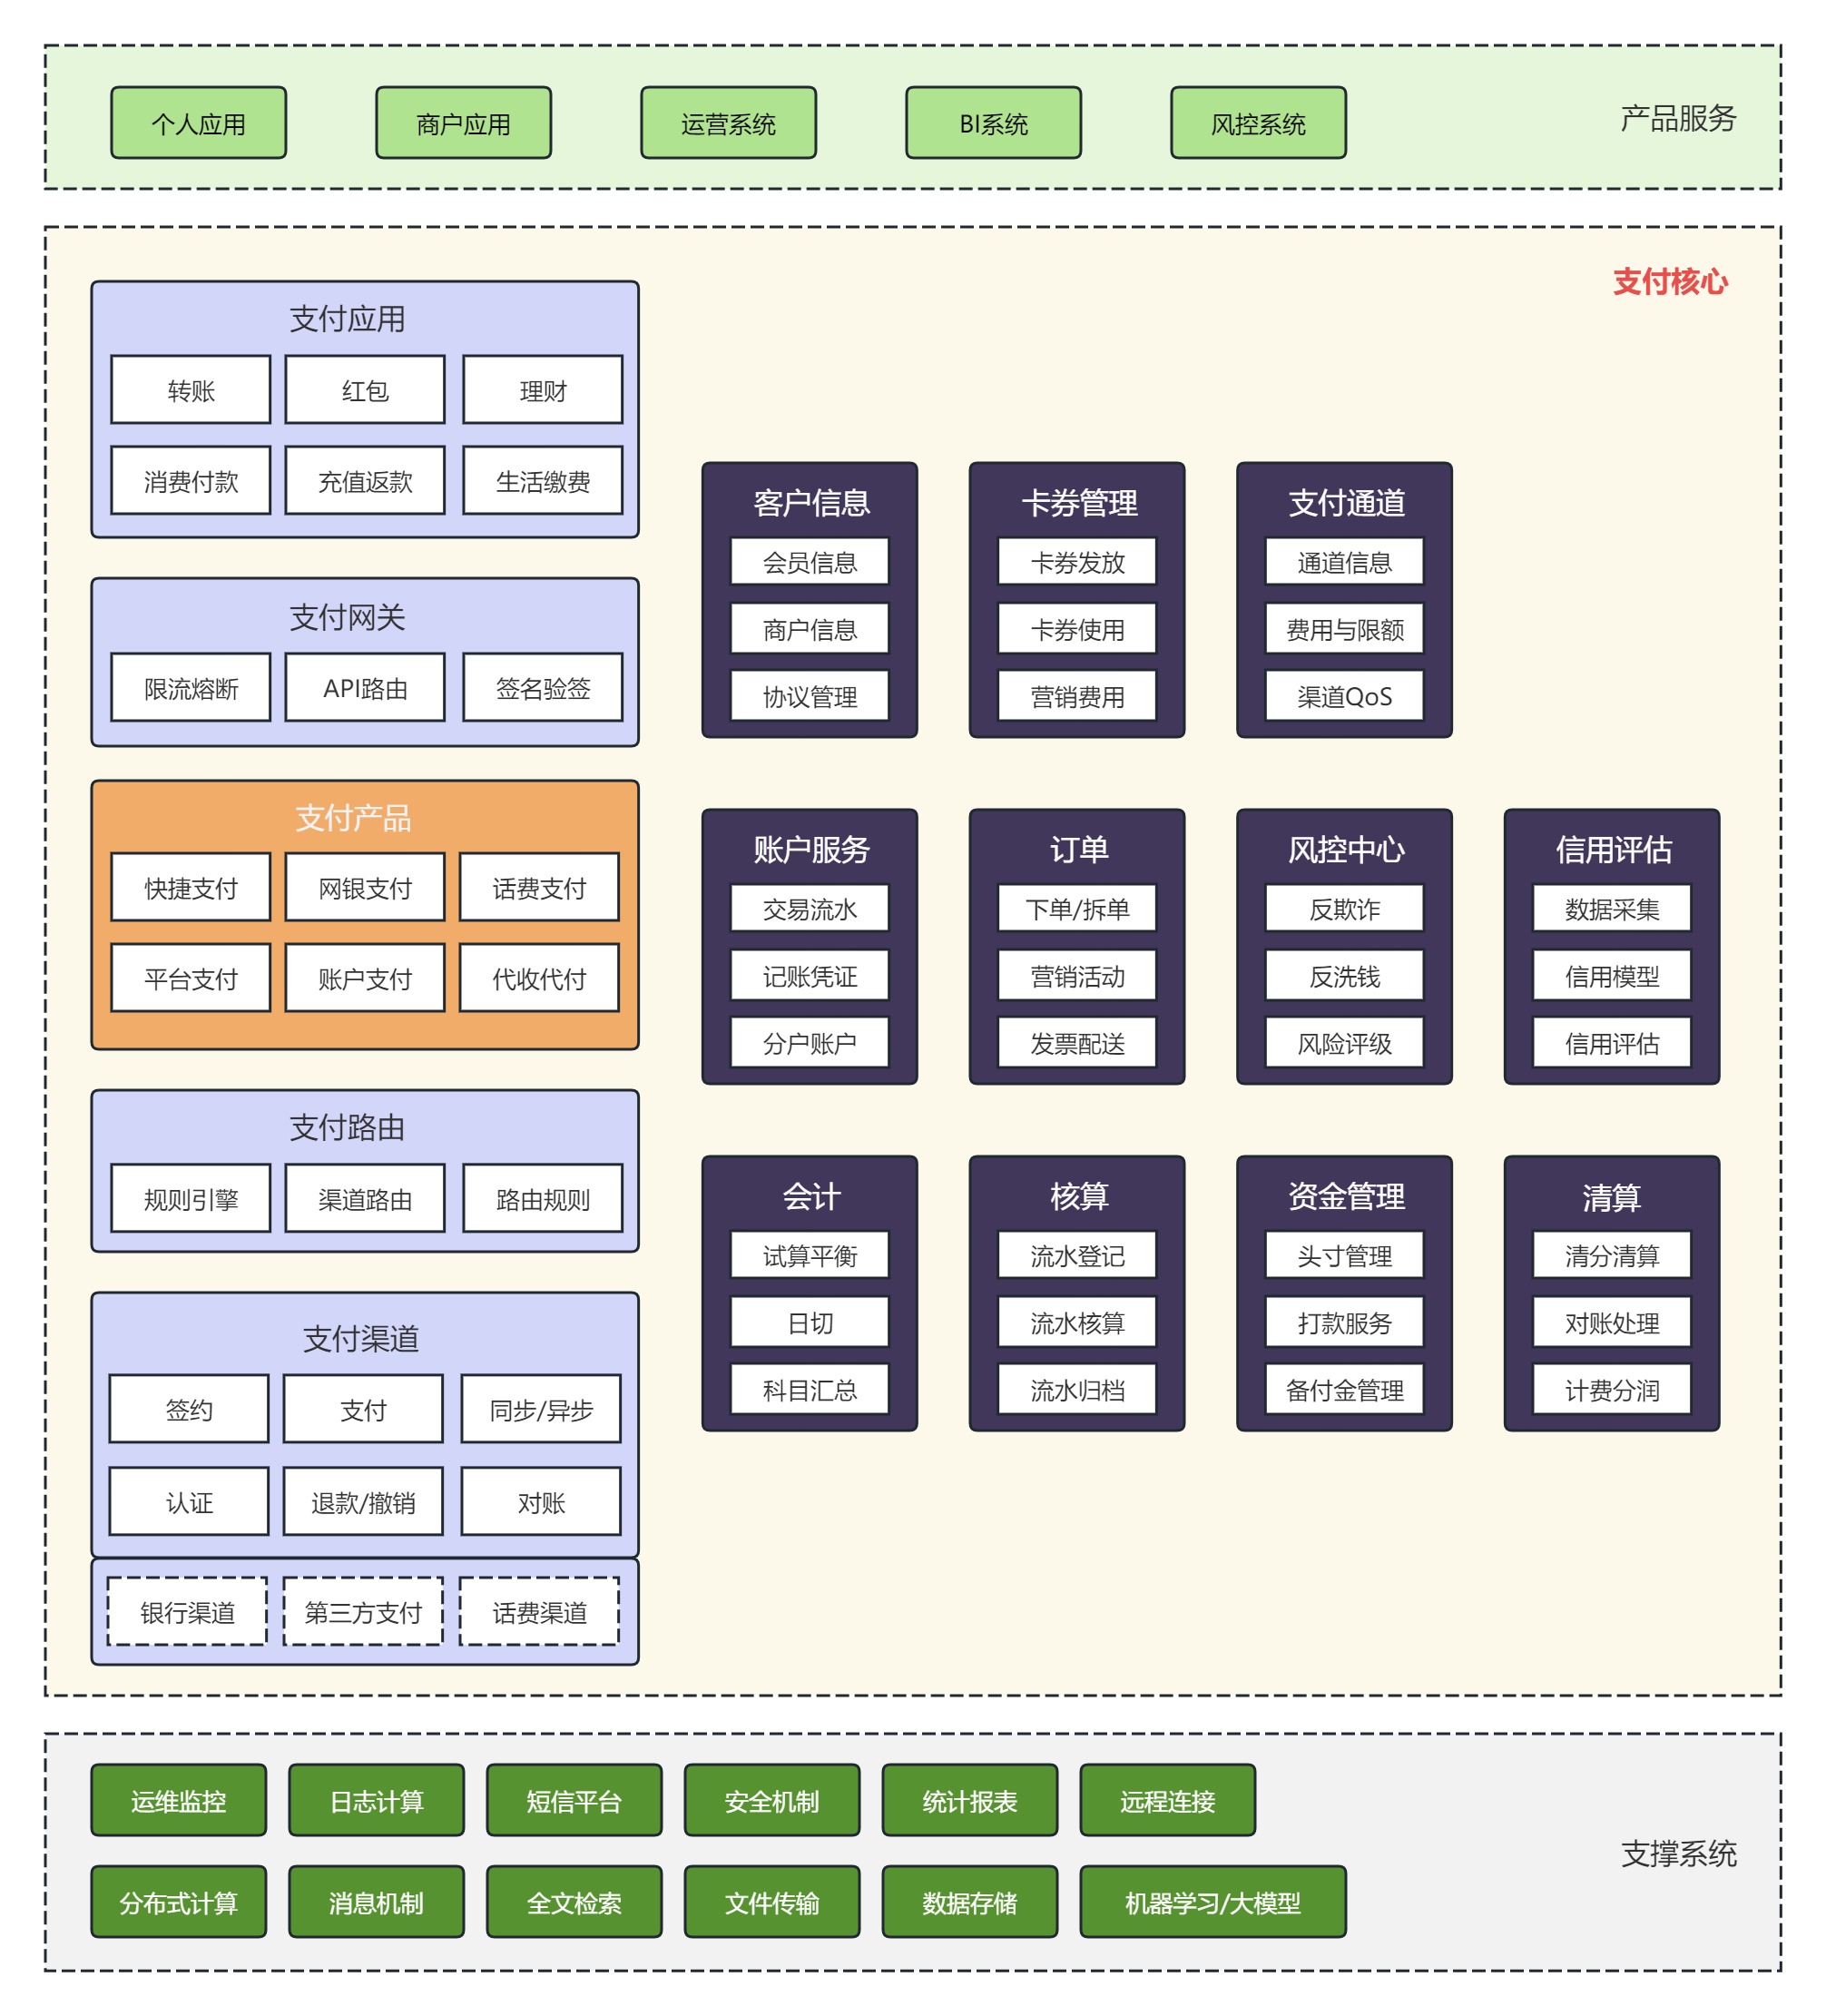 个人应用
商户应用
运营系统
BI系统
风控系统
产品服务
支付核心
支付应用
转账
红包
理财
消费付款
充值返款
生活缴费
支付网关
限流熔断
API路由
签名验签
支付产品
快捷支付
网银支付
话费支付
平台支付
账户支付
代收代付
支付路由
规则引擎
渠道路由
路由规则
支付渠道
签约
支付
同步/异步
认证
退款/撤销
对账
银行渠道
第三方支付
话费渠道
客户信息
会员信息
商户信息
协议管理
卡券管理
卡券发放
卡券使用
营销费用
支付通道
通道信息
费用与限额
渠道QoS
账户服务
交易流水
记账凭证
分户账户
订单
下单/拆单
营销活动
发票配送
风控中心
反欺诈
反洗钱
风险评级
信用评估
数据采集
信用模型
信用评估
会计
试算平衡
日切
科目汇总
核算
流水登记
流水核算
流水归档
资金管理
头寸管理
打款服务
备付金管理
清算
清分清算
对账处理
计费分润
运维监控
日志计算
短信平台
安全机制
统计报表
远程连接
支撑系统
分布式计算
消息机制
全文检索
文件传输
数据存储
机器学习/大模型